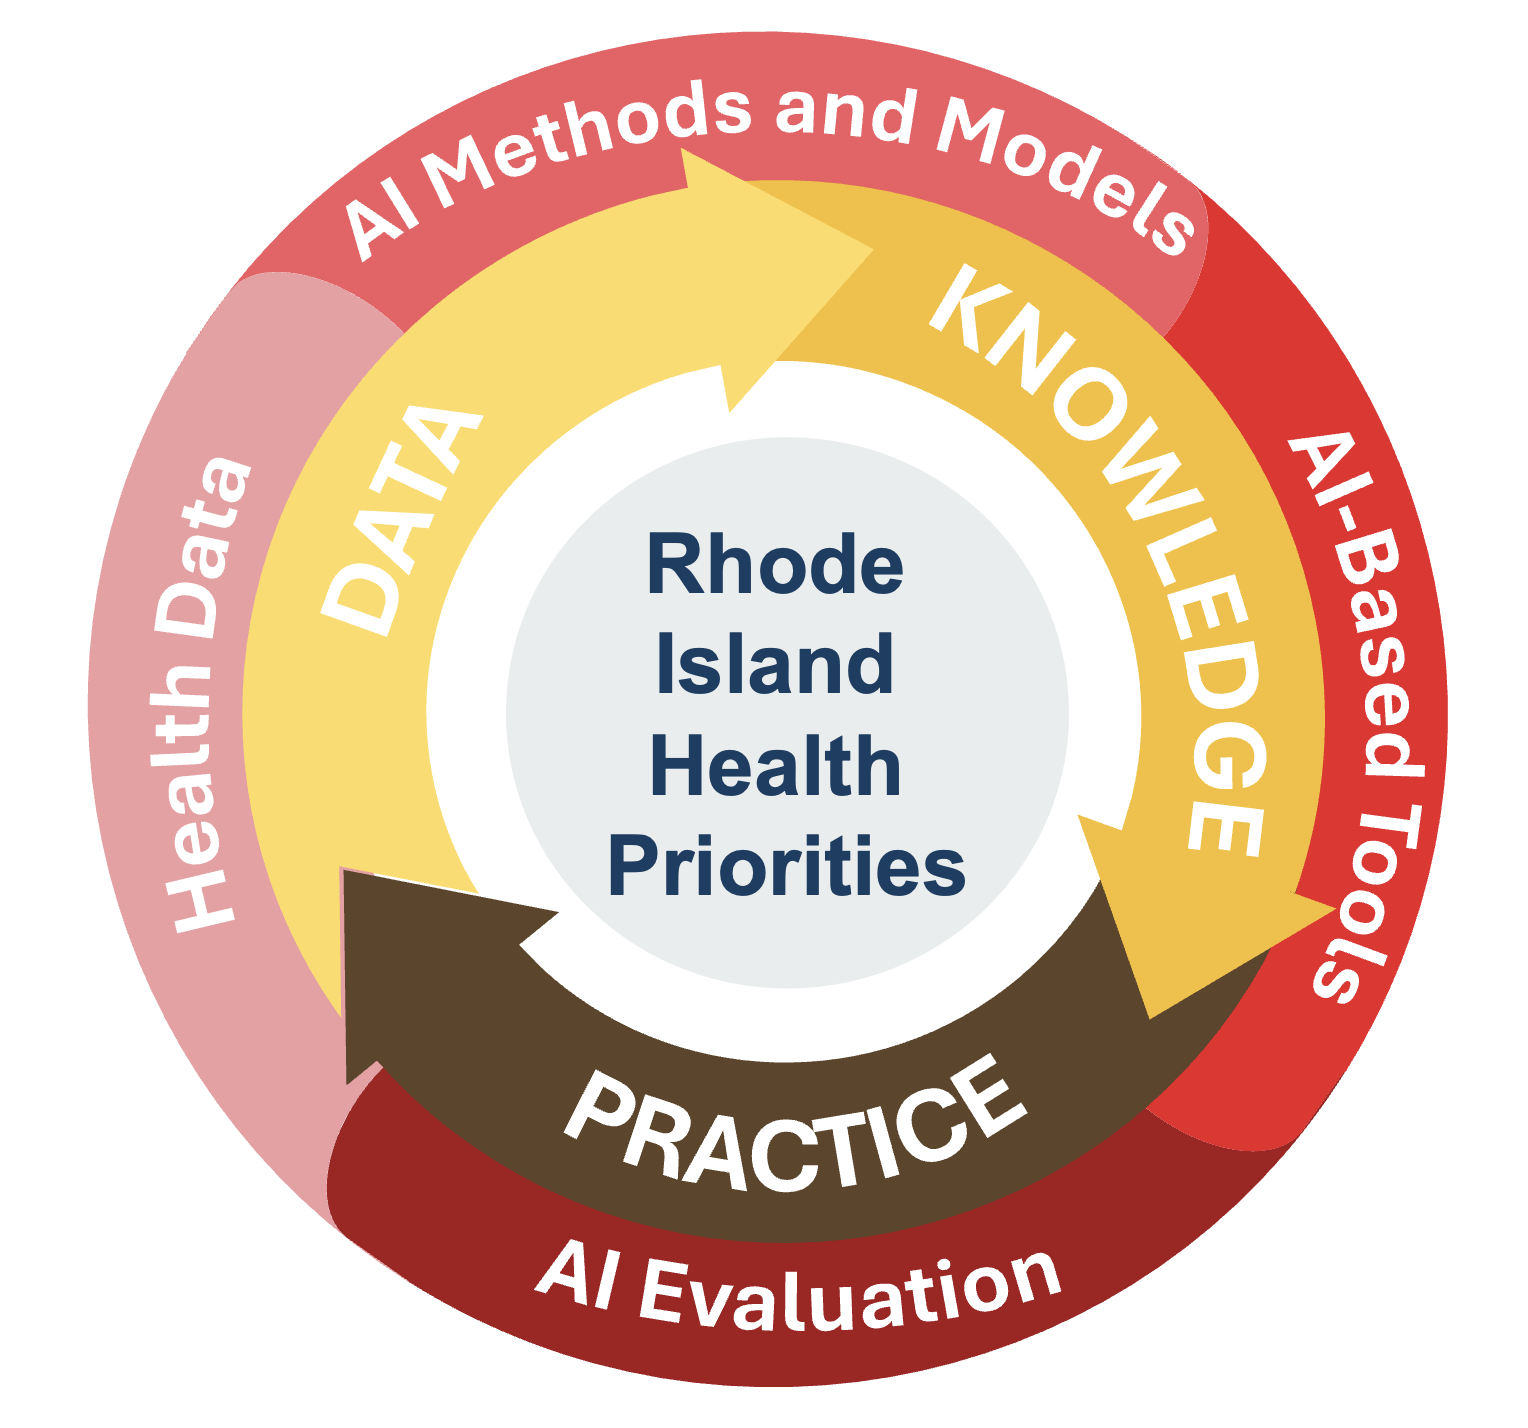 AI Methods and Models
AI-Based Tools
AI Evaluation
Health Data
DATA
KNOWLEDGE
PRACTICE
Rhode
Island
Health
Priorities